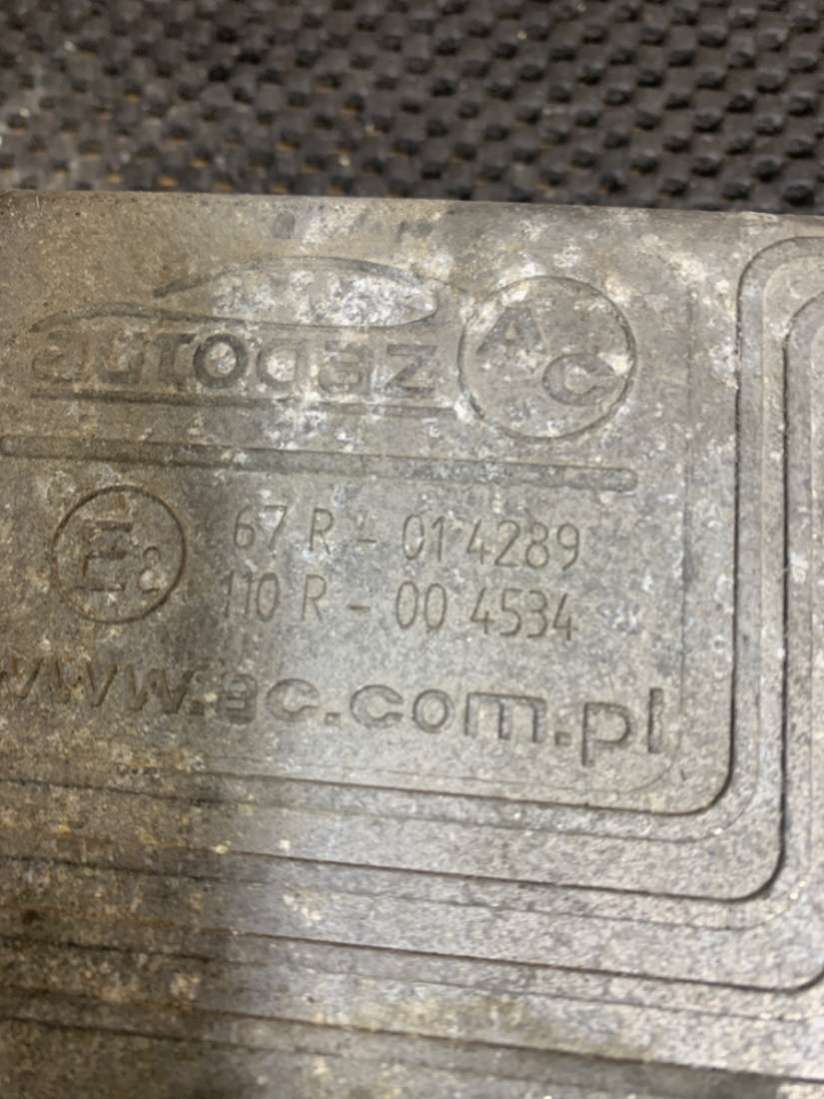 autogaz AC
E8 67 R - 01 4289
110 R - 00 4534
www.ac.com.pl